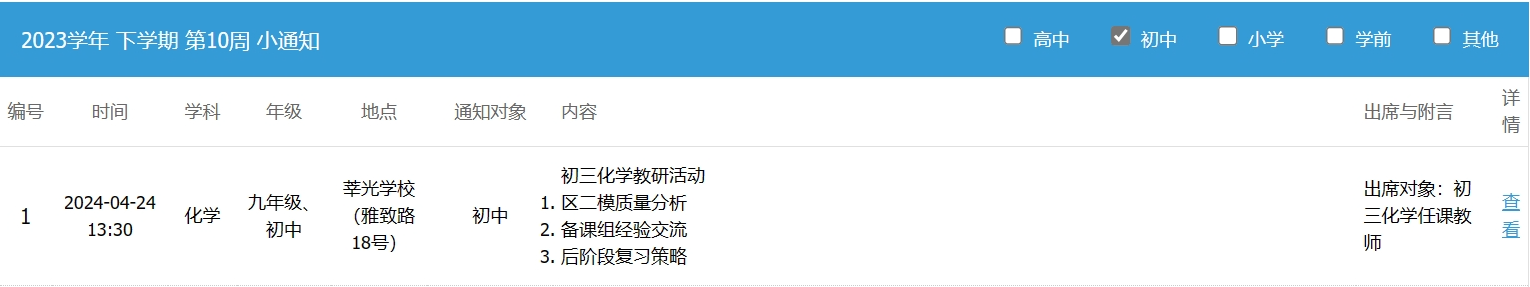 2023学年 下学期 第10周 小通知
高中 初中 小学 学前 其他
编号 时间 学科 年级 地点 通知对象 内容 出席与附言 详
情
1
2024-04-24
13:30
化学
九年级、
初中
莘光学校
（雅致路
18号）
初中
初三化学教研活动
1. 区二模质量分析
2. 备课组经验交流
3. 后阶段复习策略
出席对象：初
三化学任课教
师
查
看